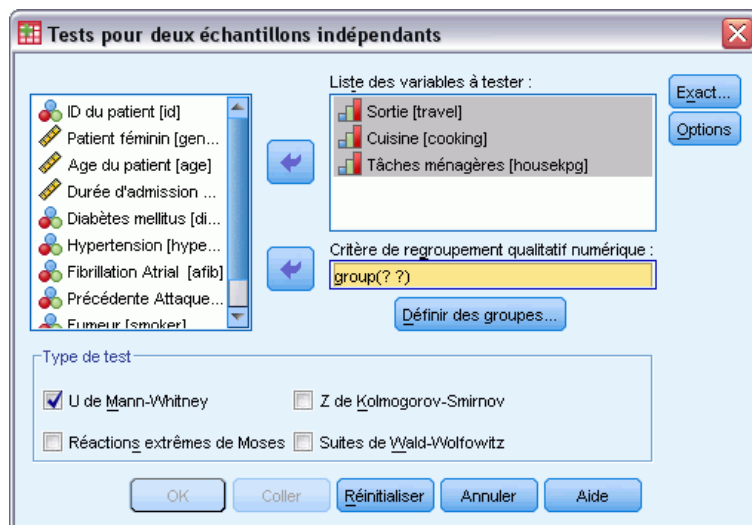 Tests pour deux échantillons indépendants
Liste des variables à tester :
ID du patient [id]
Patient féminin [gen...
Age du patient [age]
Durée d'admission ...
Diabètes mellitus [di...
Hypertension [hype...
Fibrillation Atrial [afib]
Précédente Attaque...
Fumeur [smoker]
Sortie [travel]
Cuisine [cooking]
Tâches ménagères [housekpg]
Exact...
Options
Critère de regroupement qualitatif numérique :
group(? ?)
Définir des groupes...
Type de test
U de Mann-Whitney
Z de Kolmogorov-Smirnov
Réactions extrêmes de Moses
Suites de Wald-Wolfowitz
OK
Coller
Réinitialiser
Annuler
Aide